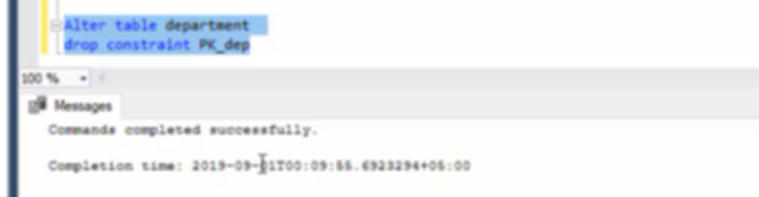 Alter table department
drop constraint PK_dep
100 %
Messages
Commands completed successfully.
Completion time: 2019-09-01T00:09:55.6923294+05:00